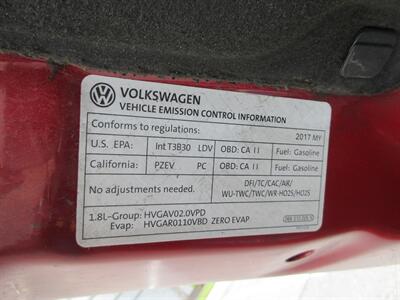 VOLKSWAGEN
VEHICLE EMISSION CONTROL INFORMATION
Conforms to regulations: 2017 MY
U.S. EPA: Int T3B30 LDV OBD: CA II Fuel: Gasoline
California: PZEV PC OBD: CA II Fuel: Gasoline
No adjustments needed. DFI/TC/CAC/AIR/
WU-TWC/TWC/WR-HO2S/HO2S
1.8L-Group: HVGAV02.0VPD
Evap: HVGAR0110VBD ZERO EVAP